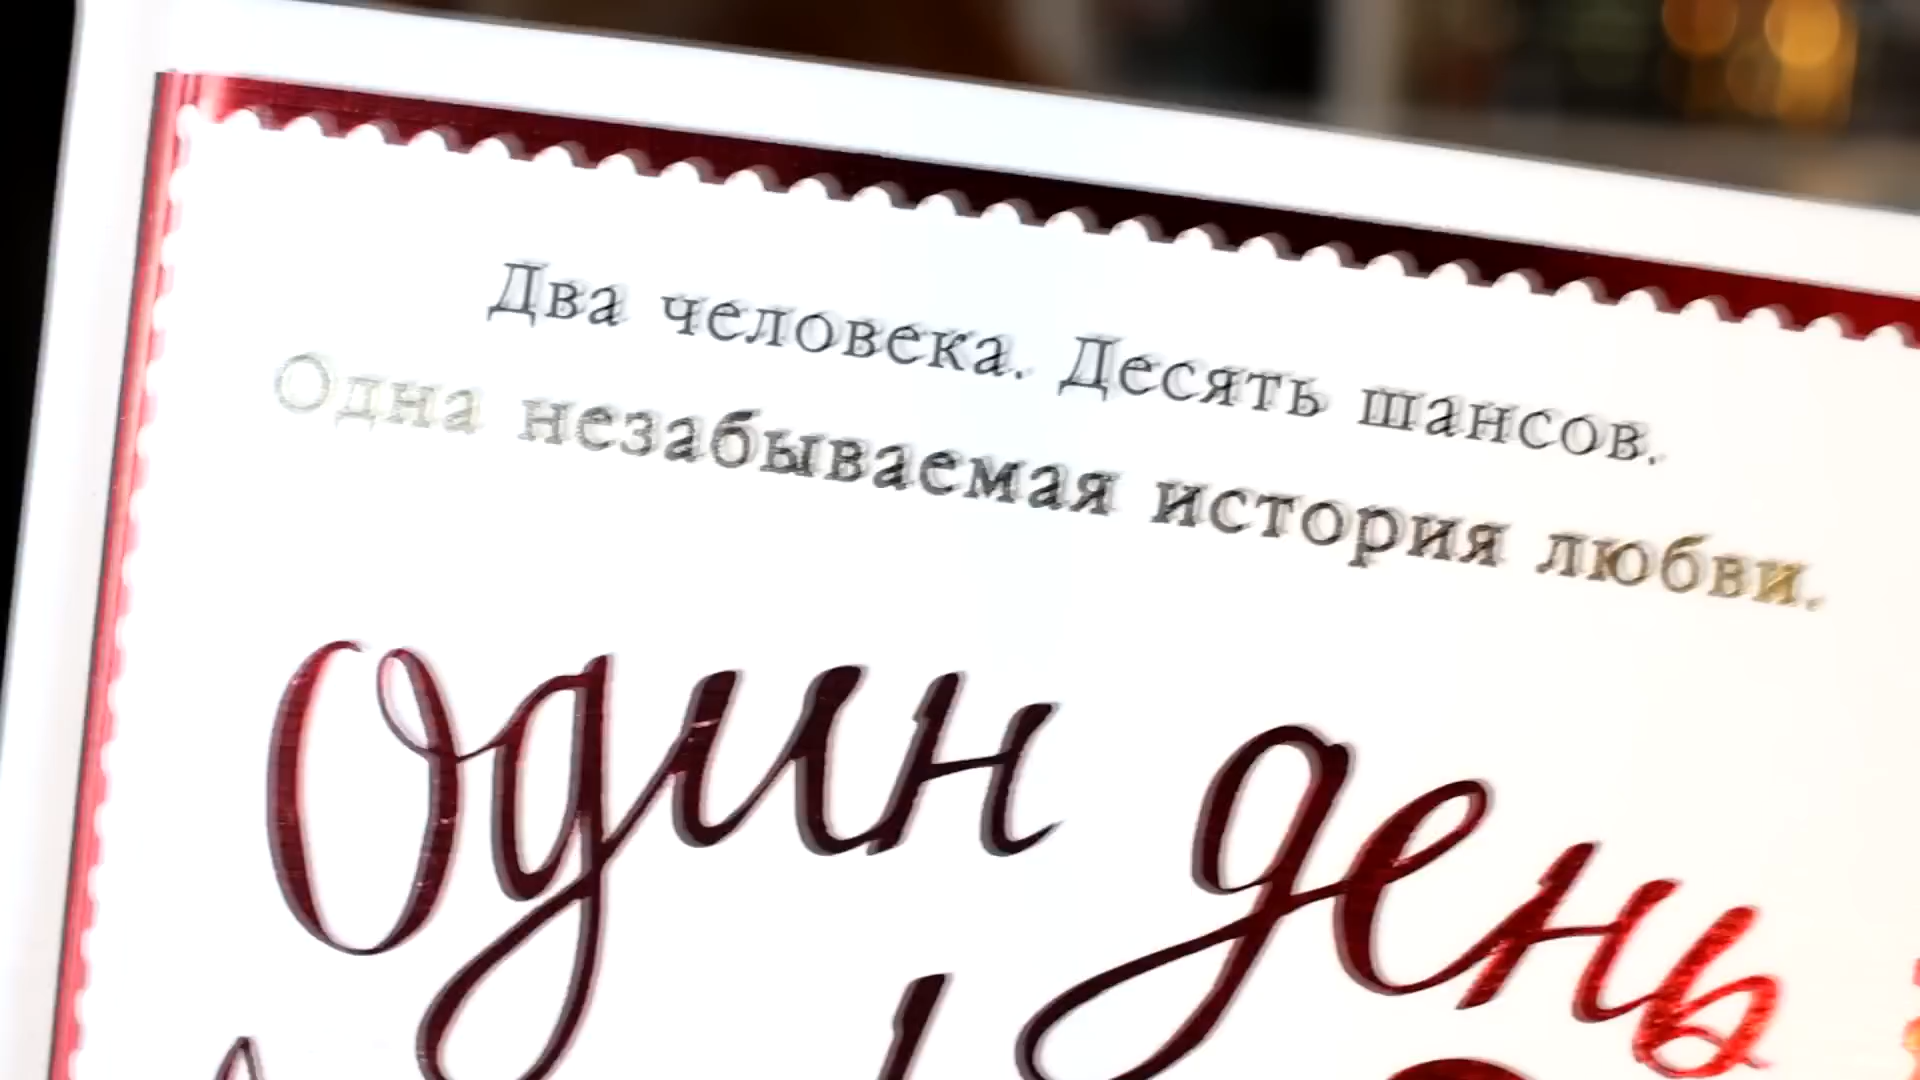 Два человека. Десять шансов.
Одна незабываемая история любви.
Один день